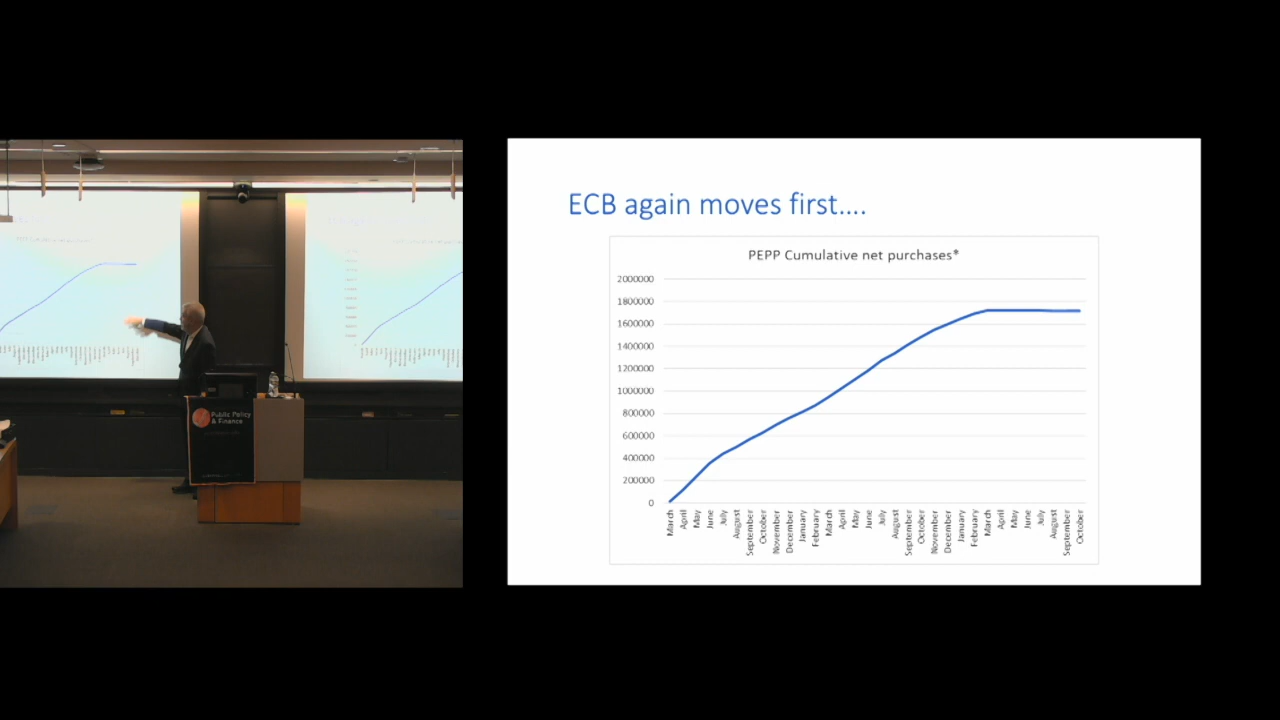 Public Policy
& Finance
ECB again moves first....
PEPP Cumulative net purchases*
2000000
1800000
1600000
1400000
1200000
1000000
800000
600000
400000
200000
0
March
April
May
June
July
August
September
October
November
December
January
February
March
April
May
June
July
August
September
October
November
December
January
February
March
April
May
June
July
August
September
October